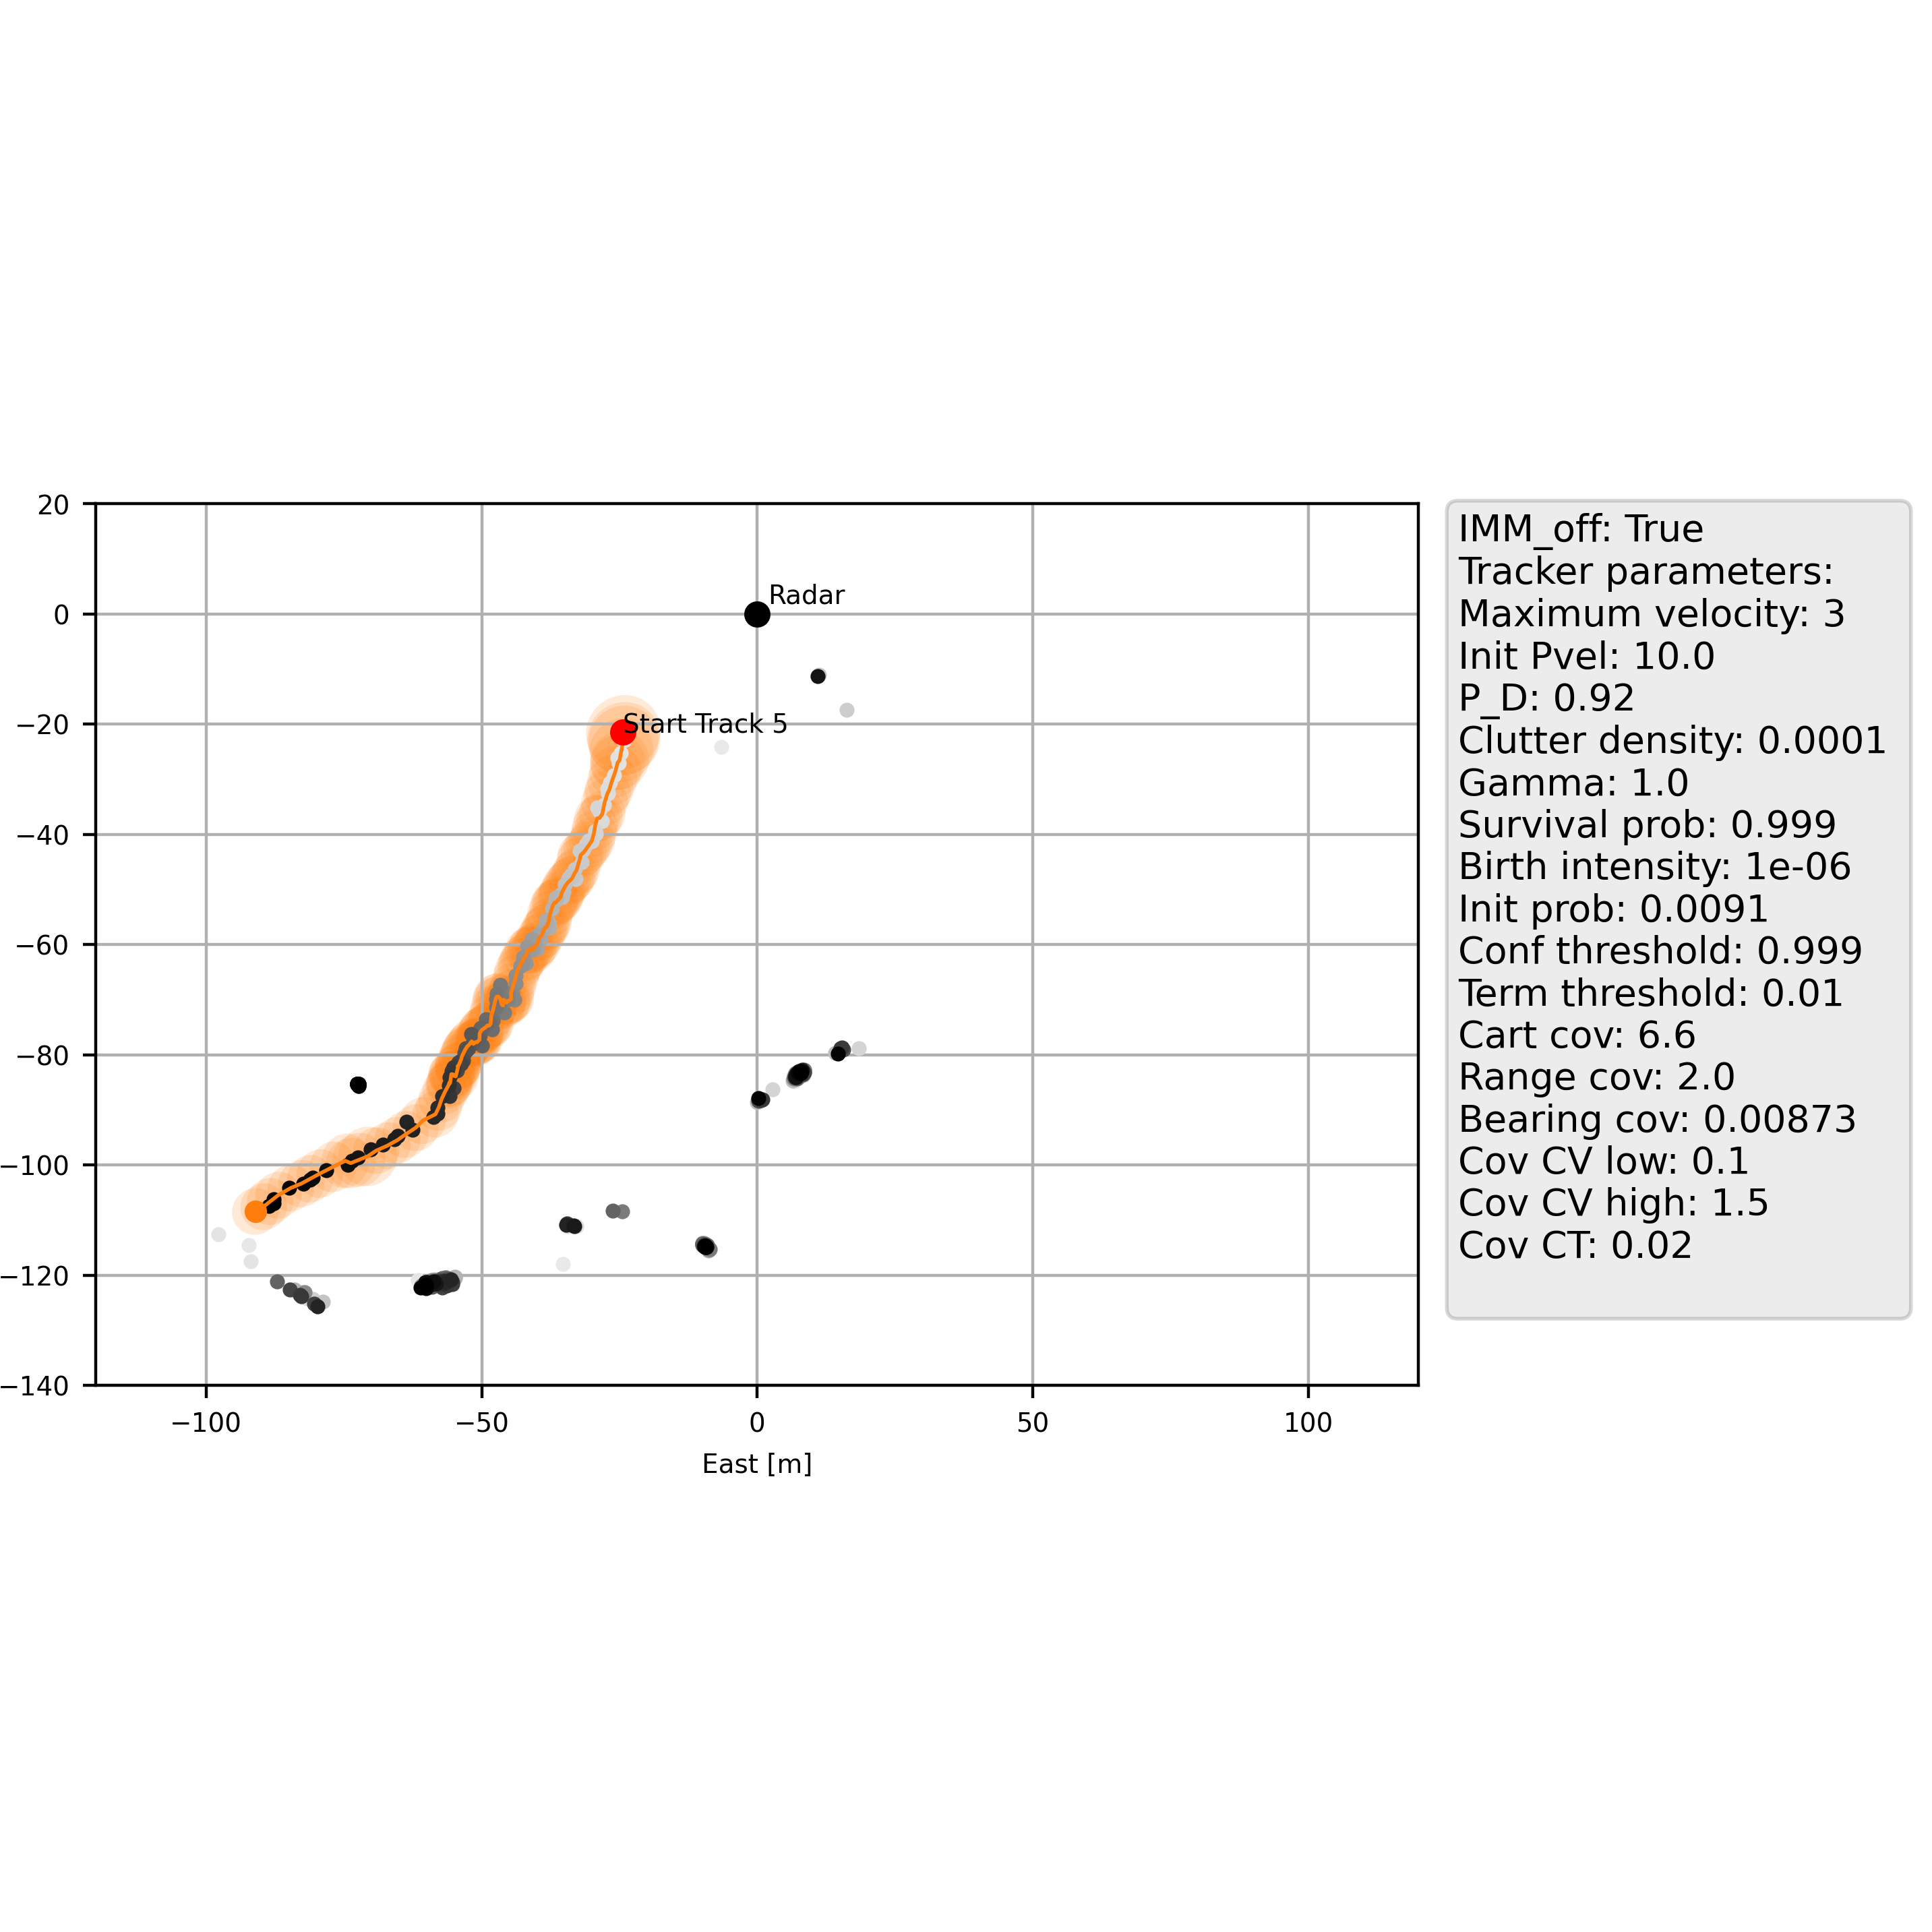 20
0
−20
−40
−60
−80
−100
−120
−140
−100
−50
0
50
100
East [m]
Radar
Start Track 5
IMM_off: True
Tracker parameters:
Maximum velocity: 3
Init Pvel: 10.0
P_D: 0.92
Clutter density: 0.0001
Gamma: 1.0
Survival prob: 0.999
Birth intensity: 1e-06
Init prob: 0.0091
Conf threshold: 0.999
Term threshold: 0.01
Cart cov: 6.6
Range cov: 2.0
Bearing cov: 0.00873
Cov CV low: 0.1
Cov CV high: 1.5
Cov CT: 0.02